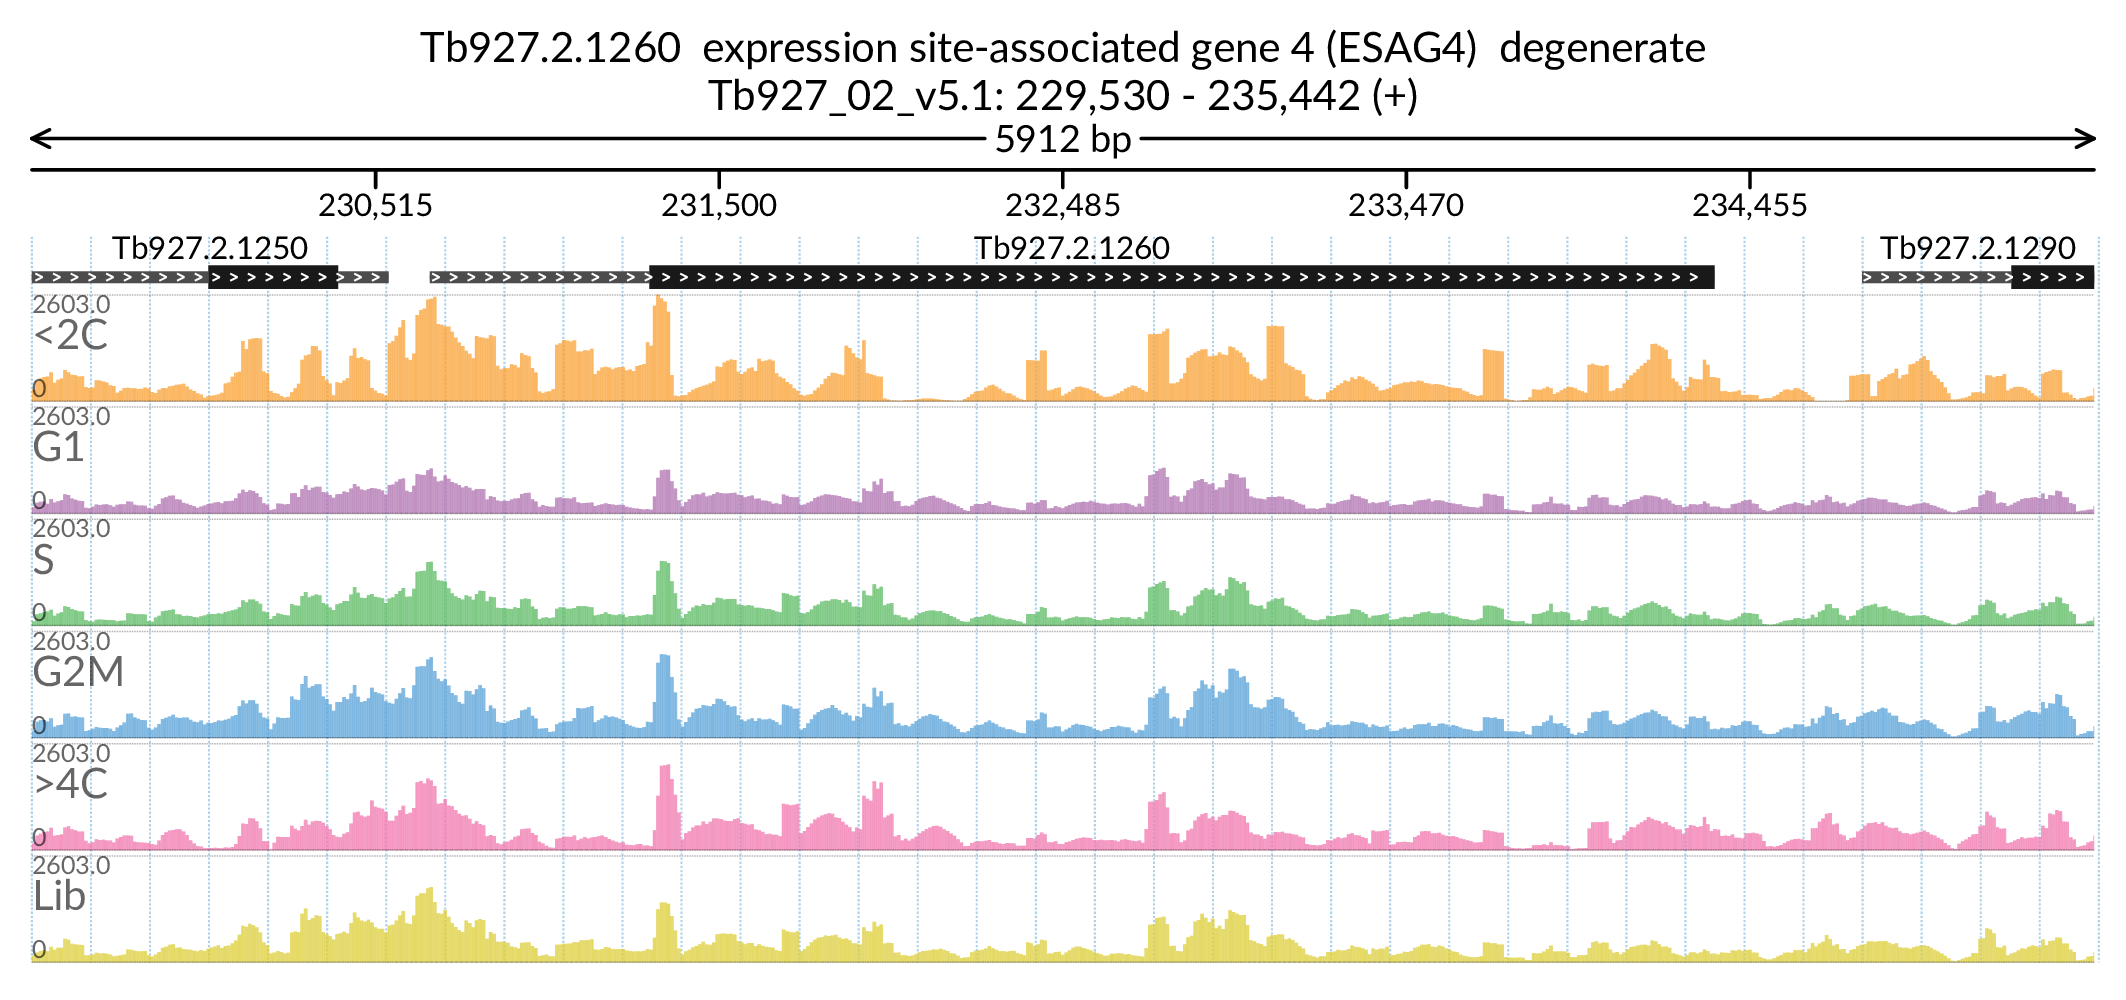 Tb927.2.1260  expression site-associated gene 4 (ESAG4)  degenerate
Tb927_02_v5.1: 229,530 - 235,442 (+)
5912 bp
230,515 231,500 232,485 233,470 234,455
Tb927.2.1250 Tb927.2.1260 Tb927.2.1290
2603.0
<2C
0
2603.0
G1
0
2603.0
S
0
2603.0
G2M
0
2603.0
>4C
0
2603.0
Lib
0